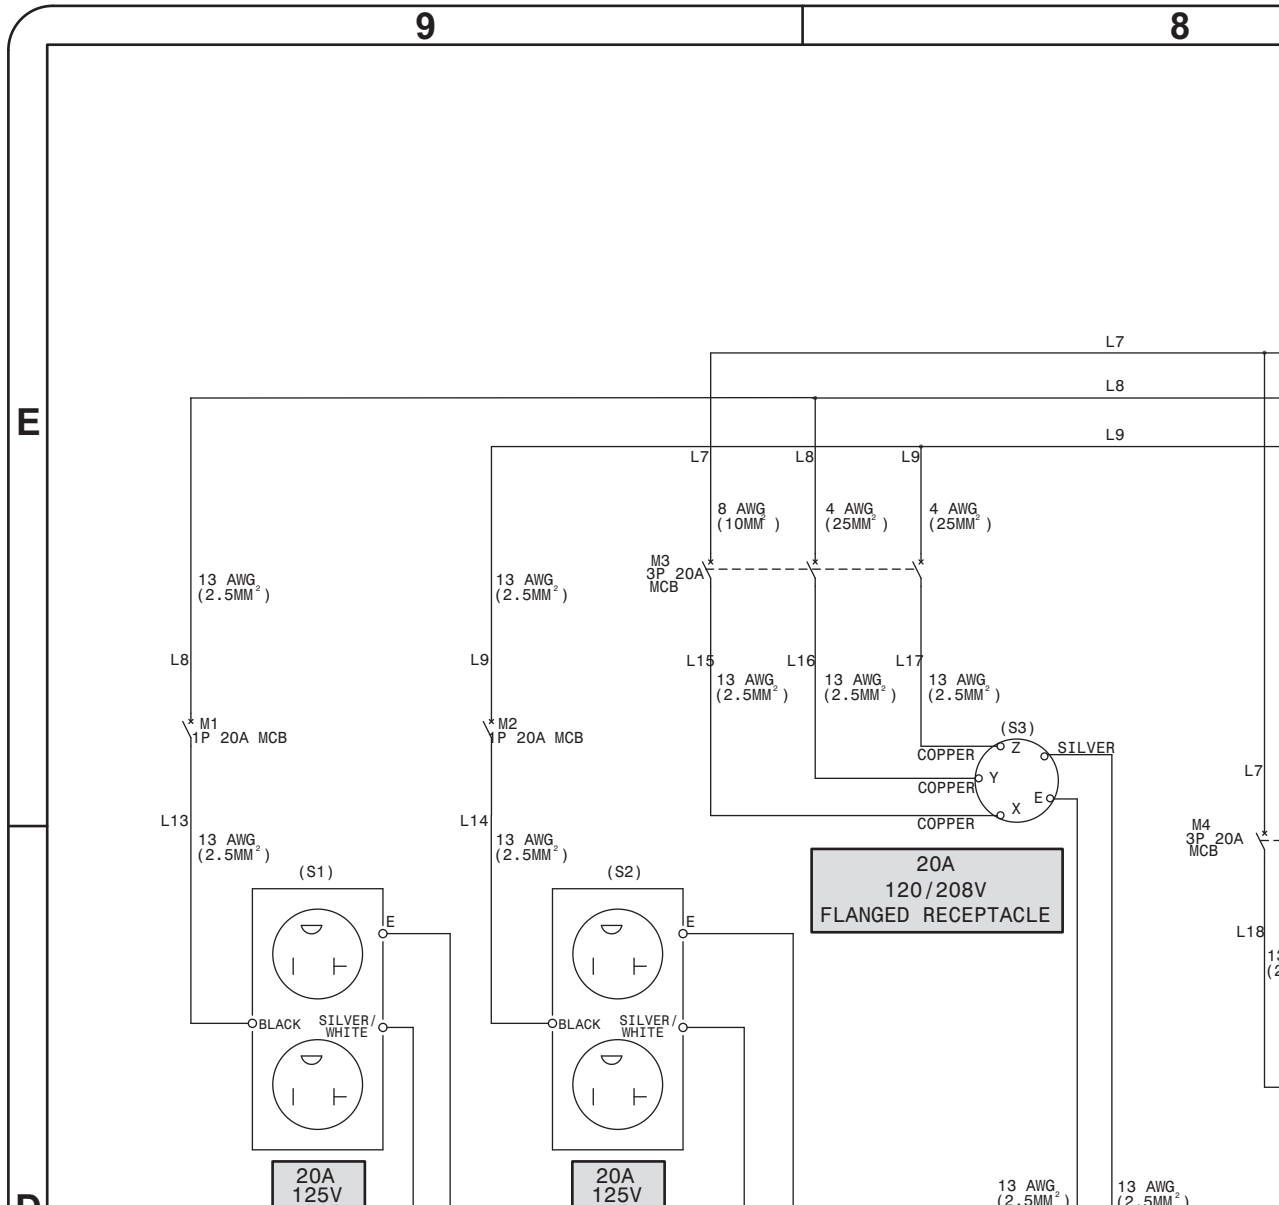 9
8
L7
L8
E
L9
L7
L8
L9
8 AWG
(10MM²)
4 AWG
(25MM²)
4 AWG
(25MM²)
M3
3P 20A
MCB
13 AWG
(2.5MM²)
13 AWG
(2.5MM²)
L8
L9
L15
L16
L17
13 AWG
(2.5MM²)
13 AWG
(2.5MM²)
13 AWG
(2.5MM²)
M1
1P 20A MCB
M2
1P 20A MCB
(S3)
COPPER
Z
SILVER
COPPER
Y
E
COPPER
X
L7
L13
13 AWG
(2.5MM²)
L14
13 AWG
(2.5MM²)
M4
3P 20A
MCB
20A
120/208V
FLANGED RECEPTACLE
(S1)
(S2)
E
E
L18
BLACK
SILVER/
WHITE
BLACK
SILVER/
WHITE
20A
125V
20A
125V
13 AWG
(2.5MM²)
13 AWG
(2.5MM²)
D